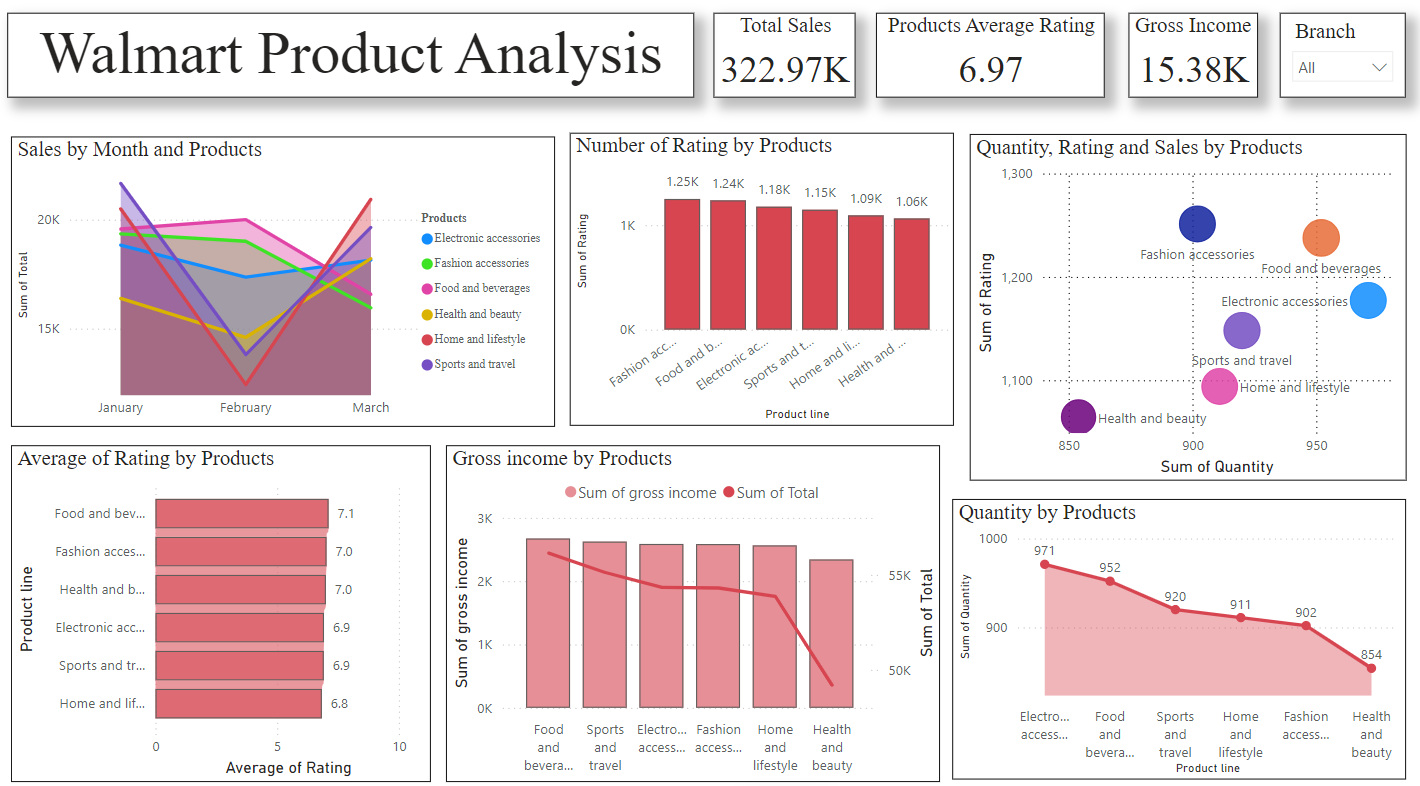 Walmart Product Analysis
Total Sales
322.97K
Products Average Rating
6.97
Gross Income
15.38K
Branch
All
Sales by Month and Products
Sum of Total
20K
15K
January
February
March
Products
Electronic accessories
Fashion accessories
Food and beverages
Health and beauty
Home and lifestyle
Sports and travel
Number of Rating by Products
Sum of Rating
1K
0K
1.25K
1.24K
1.18K
1.15K
1.09K
1.06K
Fashion acc...
Food and b...
Electronic ac...
Sports and t...
Home and li...
Health and ...
Product line
Quantity, Rating and Sales by Products
Sum of Rating
1,300
1,200
1,100
Fashion accessories
Food and beverages
Electronic accessories
Sports and travel
Home and lifestyle
Health and beauty
850
900
950
Sum of Quantity
Average of Rating by Products
Product line
Food and bev...
7.1
Fashion acces...
7.0
Health and b...
7.0
Electronic acc...
6.9
Sports and tr...
6.9
Home and lif...
6.8
0
5
10
Average of Rating
Gross income by Products
Sum of gross income
Sum of Total
Sum of gross income
3K
2K
1K
0K
55K
50K
Sum of Total
Food
and
bevera...
Sports
and
travel
Electro...
access...
Fashion
access...
Home
and
lifestyle
Health
and
beauty
Quantity by Products
Sum of Quantity
1000
900
971
952
920
911
902
854
Electro...
access...
Food
and
bevera...
Sports
and
travel
Home
and
lifestyle
Fashion
access...
Health
and
beauty
Product line